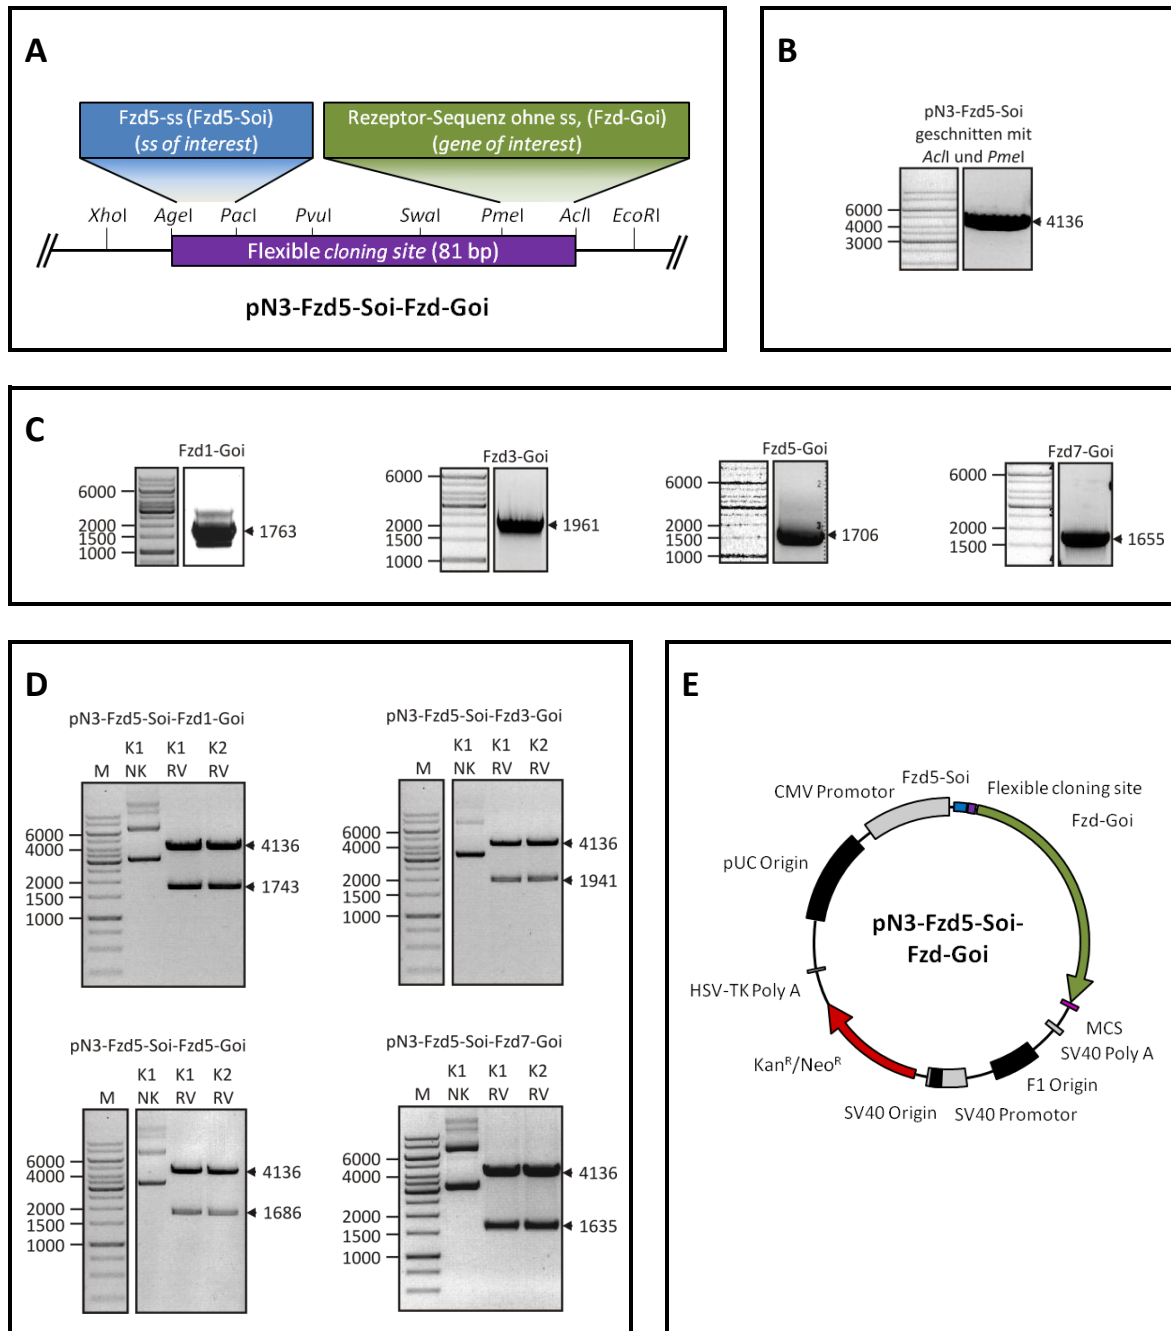 A
Fzd5-ss (Fzd5-Soi)
(ss of interest)
Rezeptor-Sequenz ohne ss, (Fzd-Goi)
(gene of interest)
XhoI AgeI PacI PvuI SwaI PmeI AclI EcoRI
Flexible cloning site (81 bp)
pN3-Fzd5-Soi-Fzd-Goi
B
pN3-Fzd5-Soi
geschnitten mit
AclI und PmeI
6000
4000
3000
4136
C
Fzd1-Goi
6000
2000
1000
1763
Fzd3-Goi
6000
2000
1000
1961
Fzd5-Goi
6000
2000
1500
1000
1706
Fzd7-Goi
6000
2000
1500
1655
D
pN3-Fzd5-Soi-Fzd1-Goi
K1 K1 K2
M NK RV RV
6000
4000
2000
1500
1000
4136
1743
pN3-Fzd5-Soi-Fzd3-Goi
K1 K1 K2
M NK RV RV
6000
4000
2000
1500
1000
4136
1941
pN3-Fzd5-Soi-Fzd5-Goi
K1 K1 K2
M NK RV RV
6000
4000
2000
1500
1000
4136
1686
pN3-Fzd5-Soi-Fzd7-Goi
K1 K1 K2
M NK RV RV
6000
4000
2000
1500
1000
4136
1635
E
Fzd5-Soi
Flexible cloning site
CMV Promotor
Fzd-Goi
pUC Origin
pN3-Fzd5-Soi-
Fzd-Goi
HSV-TK Poly A
MCS
SV40 Poly A
Kanᴿ/Neoᴿ
F1 Origin
SV40 Origin
SV40 Promotor